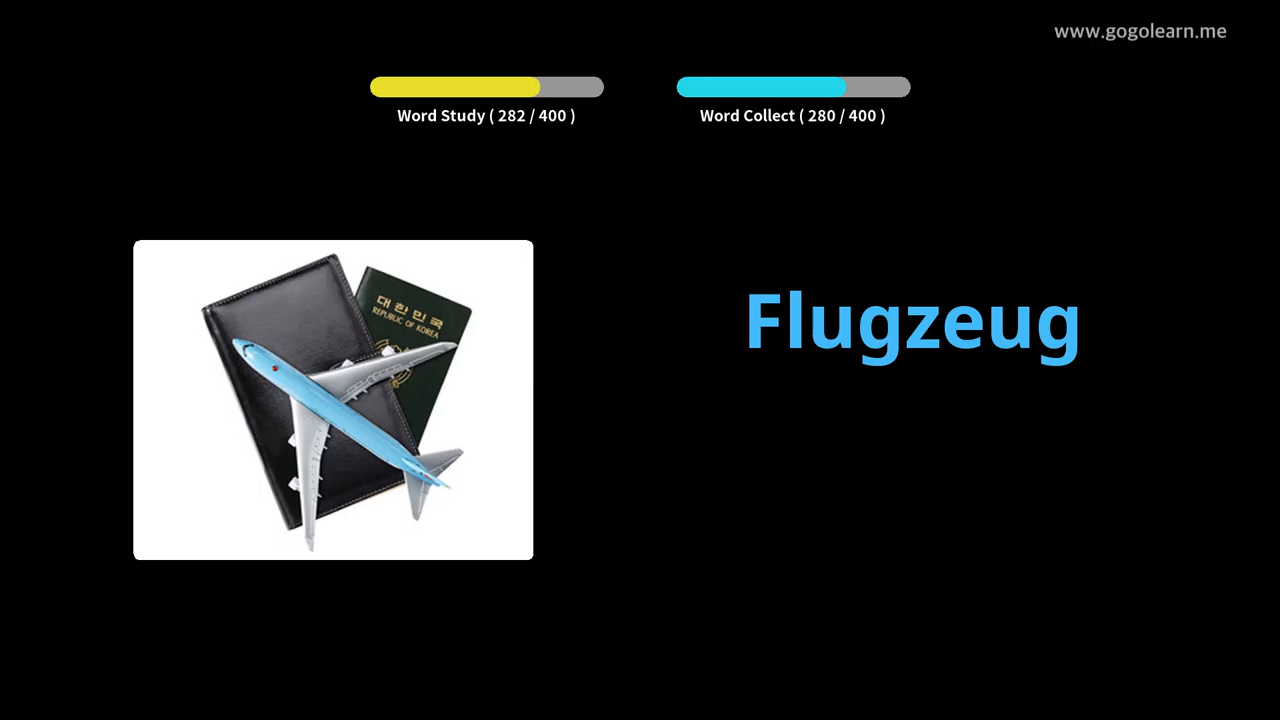 www.gogolearn.me
Word Study ( 282 / 400 )
Word Collect ( 280 / 400 )
대한민국
REPUBLIC OF KOREA
Flugzeug